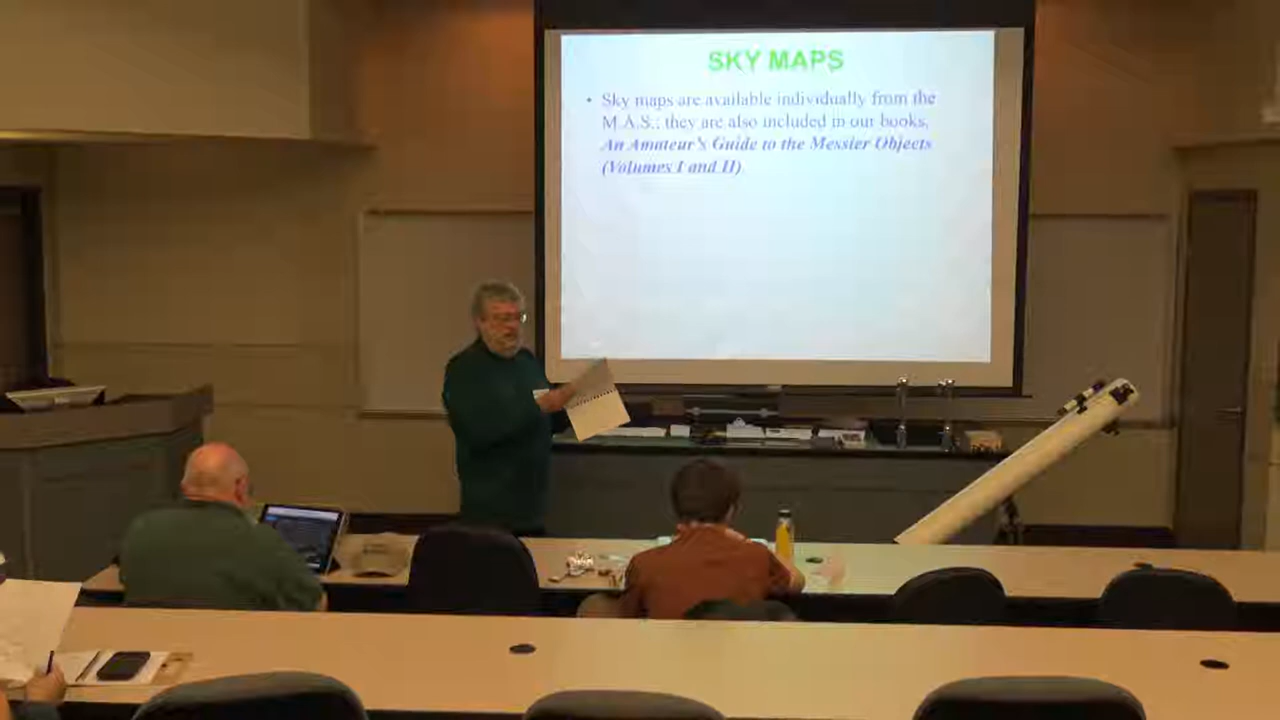 SKY MAPS
• Sky maps are available individually from the
M.A.S.; they are also included in our books,
An Amateur's Guide to the Messier Objects
(Volumes I and II).